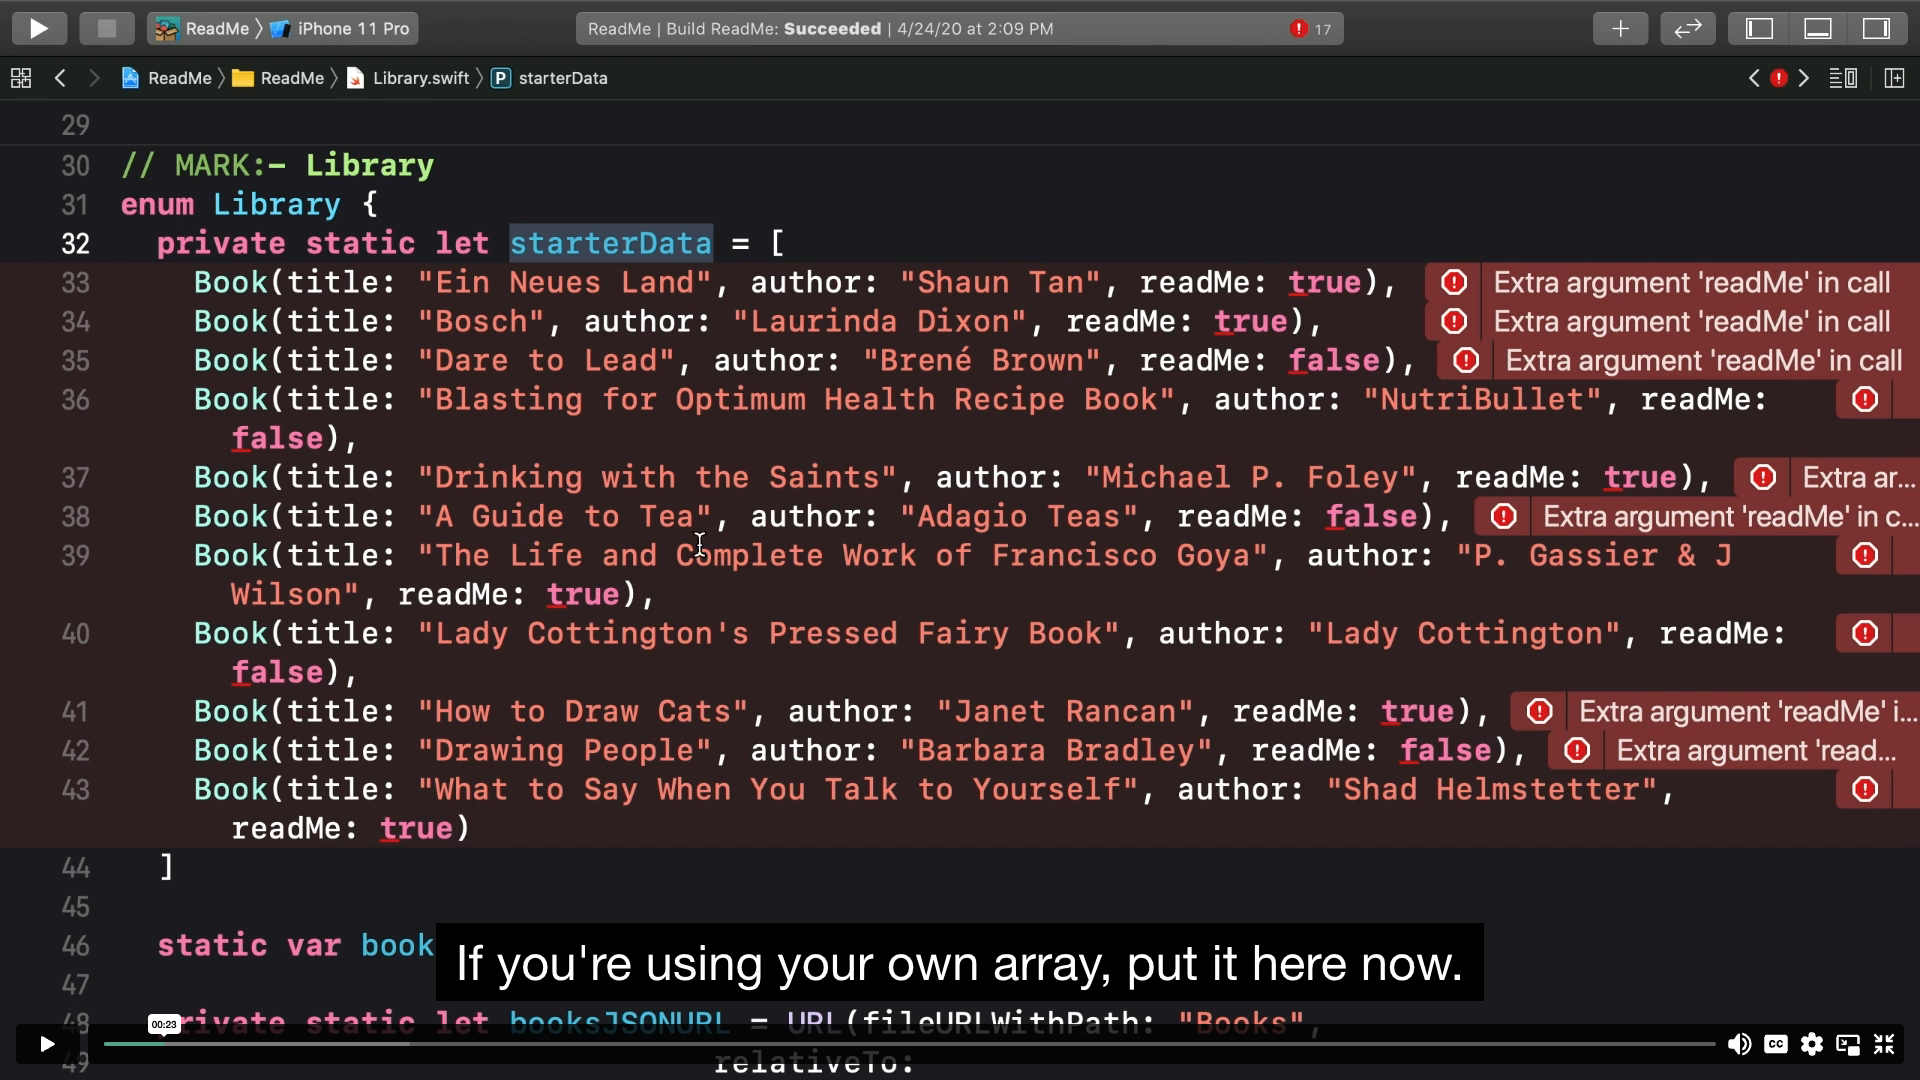 ReadMe iPhone 11 Pro ReadMe | Build ReadMe: Succeeded | 4/24/20 at 2:09 PM 17
ReadMe ReadMe Library.swift P starterData
29
30 // MARK:- Library
31 enum Library {
32 private static let starterData = [
33 Book(title: "Ein Neues Land", author: "Shaun Tan", readMe: true), Extra argument 'readMe' in call
34 Book(title: "Bosch", author: "Laurinda Dixon", readMe: true), Extra argument 'readMe' in call
35 Book(title: "Dare to Lead", author: "Brené Brown", readMe: false), Extra argument 'readMe' in call
36 Book(title: "Blasting for Optimum Health Recipe Book", author: "NutriBullet", readMe:
false),
37 Book(title: "Drinking with the Saints", author: "Michael P. Foley", readMe: true), Extra ar...
38 Book(title: "A Guide to Tea", author: "Adagio Teas", readMe: false), Extra argument 'readMe' in c...
39 Book(title: "The Life and Complete Work of Francisco Goya", author: "P. Gassier & J
Wilson", readMe: true),
40 Book(title: "Lady Cottington's Pressed Fairy Book", author: "Lady Cottington", readMe:
false),
41 Book(title: "How to Draw Cats", author: "Janet Rancan", readMe: true), Extra argument 'readMe' i...
42 Book(title: "Drawing People", author: "Barbara Bradley", readMe: false), Extra argument 'read...
43 Book(title: "What to Say When You Talk to Yourself", author: "Shad Helmstetter",
readMe: true)
44 ]
45
46 static var book
If you're using your own array, put it here now.
47
48 private static let booksJSONURL = URL(fileURLWithPath: "Books",
00:23
49 relativeTo:
CC